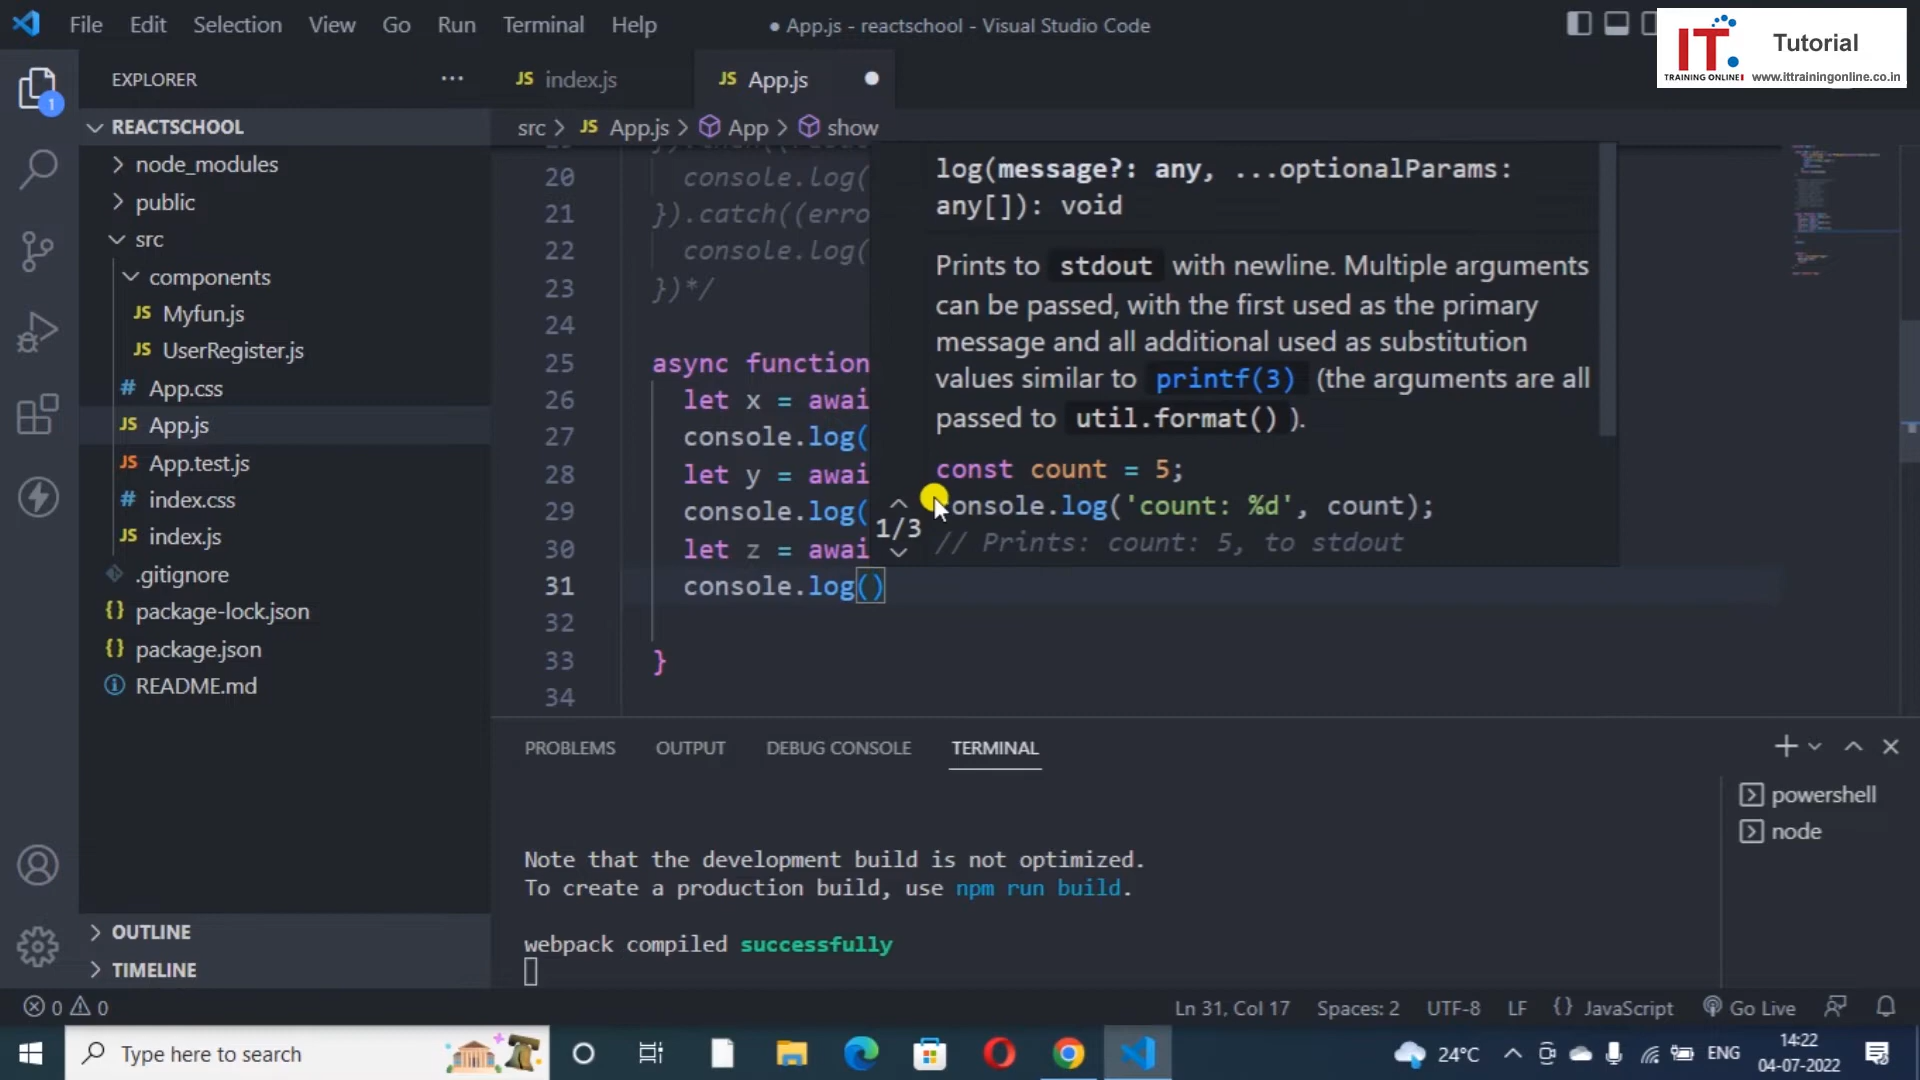 File Edit Selection View Go Run Terminal Help
● App.js - reactschool - Visual Studio Code
IT.
TRAINING ONLINE
Tutorial
www.ittrainingonline.co.in
EXPLORER ···
JS index.js
JS App.js
1
REACTSCHOOL
src > JS App.js > App > show
node_modules
public
src
components
JS Myfun.js
JS UserRegister.js
# App.css
JS App.js
JS App.test.js
# index.css
JS index.js
.gitignore
{} package-lock.json
{} package.json
README.md
OUTLINE
TIMELINE
20 console.log(
21 }).catch((erro
22 console.log(
23 })*/
24
25 async function
26 let x = awai
27 console.log(
28 let y = awai
29 console.log(
30 let z = awai
31 console.log()
32
33 }
34
log(message?: any, ...optionalParams:
any[]): void
Prints to stdout with newline. Multiple arguments
can be passed, with the first used as the primary
message and all additional used as substitution
values similar to printf(3) (the arguments are all
passed to util.format() ).
const count = 5;
console.log('count: %d', count);
1/3
// Prints: count: 5, to stdout
PROBLEMS OUTPUT DEBUG CONSOLE TERMINAL
powershell
node
Note that the development build is not optimized.
To create a production build, use npm run build.
webpack compiled successfully
0 0
Ln 31, Col 17 Spaces: 2 UTF-8 LF {} JavaScript Go Live
Type here to search
24°C ENG
14:22
04-07-2022